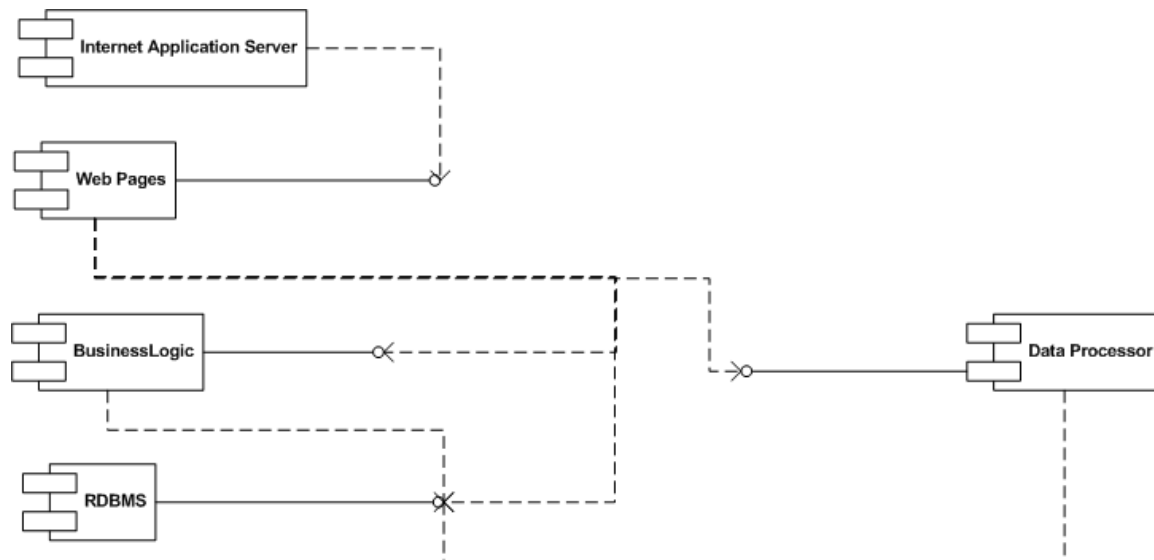 Internet Application Server
Web Pages
BusinessLogic
Data Processor
RDBMS